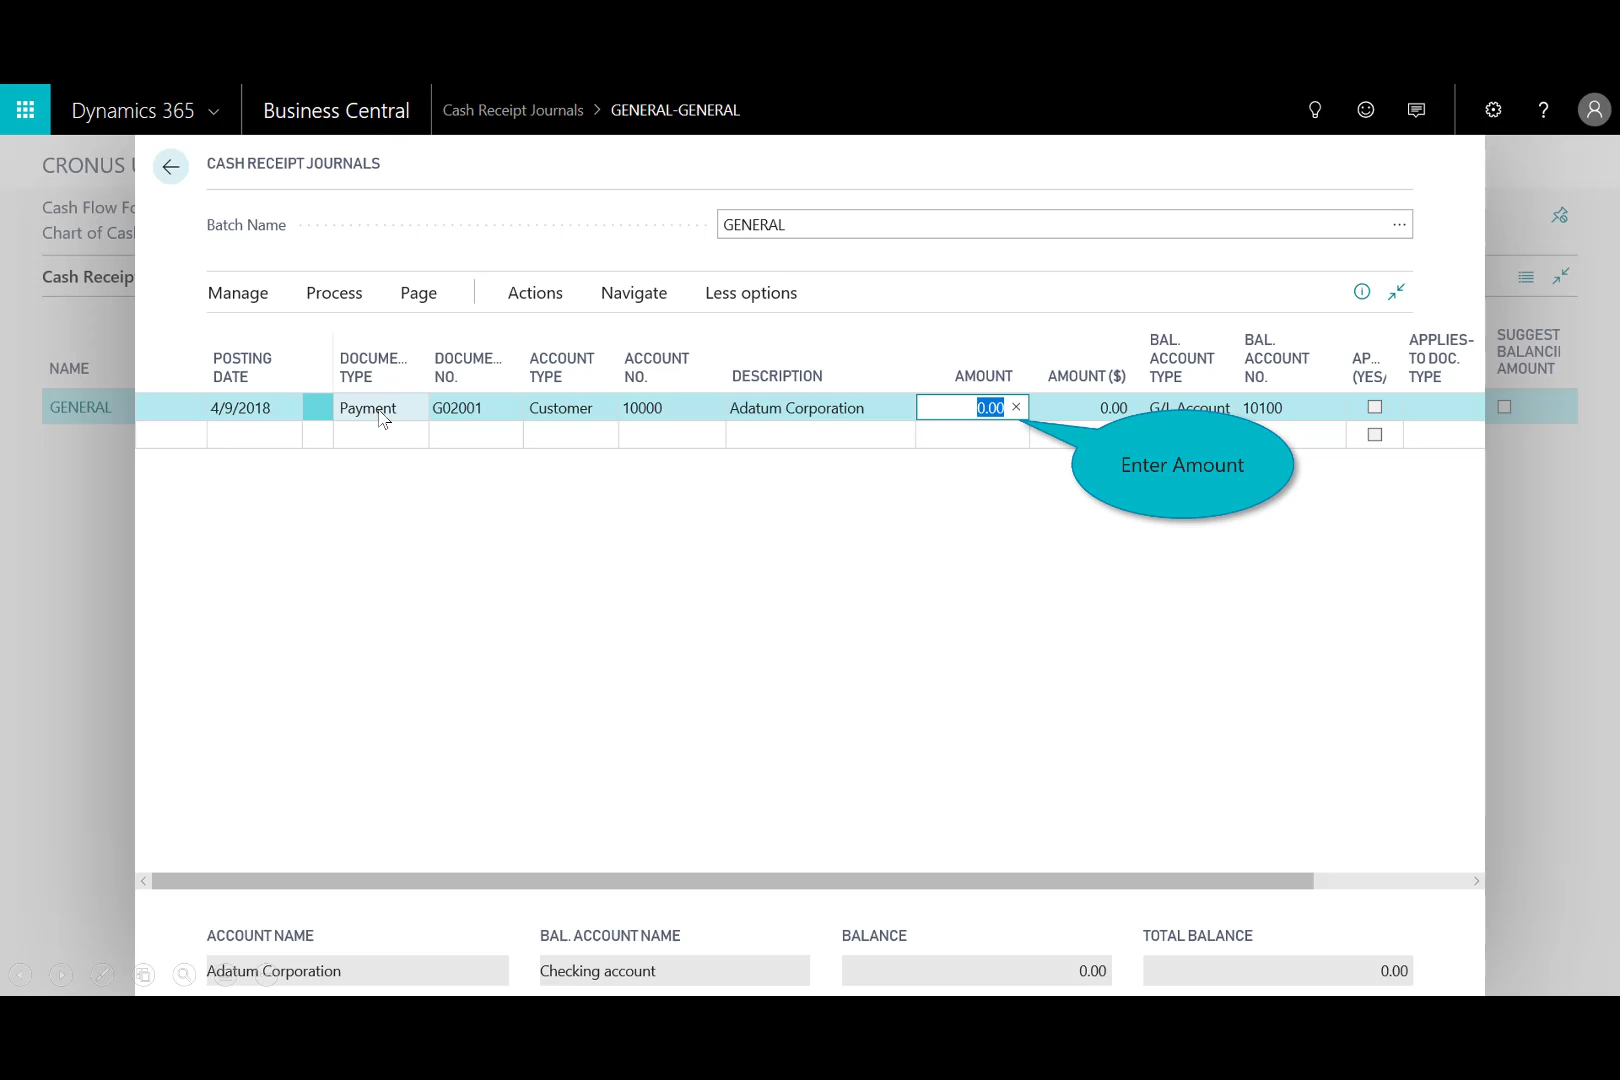 Dynamics 365
Business Central
Cash Receipt Journals > GENERAL-GENERAL
?
CRONUS U
Cash Flow Fo
Chart of Cas
Cash Receip
NAME
GENERAL
CASH RECEIPT JOURNALS
Batch Name
GENERAL
...
Manage
Process
Page
Actions
Navigate
Less options
POSTING
DATE
DOCUME...
TYPE
DOCUME...
NO.
ACCOUNT
TYPE
ACCOUNT
NO.
DESCRIPTION
AMOUNT
AMOUNT ($)
BAL.
ACCOUNT
TYPE
BAL.
ACCOUNT
NO.
AP...
(YES/
APPLIES-
TO DOC.
TYPE
4/9/2018
Payment
G02001
Customer
10000
Adatum Corporation
0.00
0.00
G/L Account
10100
Enter Amount
SUGGEST
BALANCI
AMOUNT
ACCOUNT NAME
Adatum Corporation
BAL. ACCOUNT NAME
Checking account
BALANCE
0.00
TOTAL BALANCE
0.00